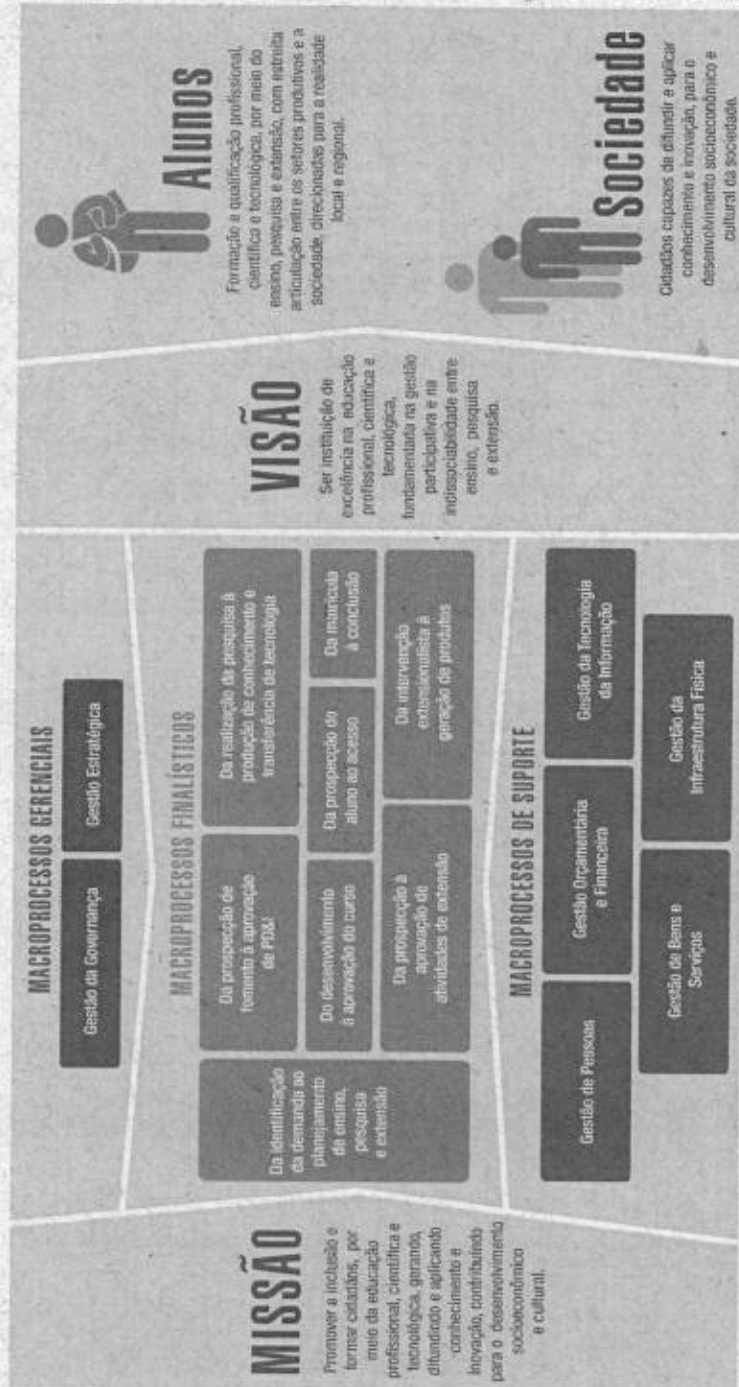 MISSÃO
Promover a inclusão e
formar cidadãos, por
meio da educação
profissional, científica e
tecnológica, gerando,
difundindo e aplicando
conhecimento e
inovação, contribuindo
para o desenvolvimento
socioeconômico
e cultural.
MACROPROCESSOS GERENCIAIS
Gestão da Governança
Gestão Estratégica
MACROPROCESSOS FINALÍSTICOS
Da identificação
da demanda ao
planejamento
da ensino,
pesquisa
e extensão
Da prospecção de
fomento à aprovação
de PD&I
Da realização da pesquisa à
produção de conhecimento e
transferência de tecnologia
Do desenvolvimento
à aprovação do curso
Da prospecção do
aluno ao acesso
Da matrícula
à conclusão
Da prospecção à
aprovação de
atividades de extensão
Da intervenção
extensionalista à
geração de produtos
MACROPROCESSOS DE SUPORTE
Gestão de Pessoas
Gestão Orçamentária
e Financeira
Gestão da Tecnologia
da Informação
Gestão de Bens e
Serviços
Gestão da
Infraestrutura Física
VISÃO
Ser instituição de
excelência na educação
profissional, científica e
tecnológica,
fundamentada na gestão
participativa e na
indissociabilidade entre
ensino, pesquisa
e extensão.
Alunos
Formação e qualificação profissional,
científica e tecnológica, por meio do
ensino, pesquisa e extensão, com estreita
articulação entre os setores produtivos e a
sociedade, direcionadas para a realidade
local e regional.
Sociedade
Cidadãos capazes de difundir e aplicar
conhecimento e inovação, para o
desenvolvimento socioeconômico e
cultural da sociedade.